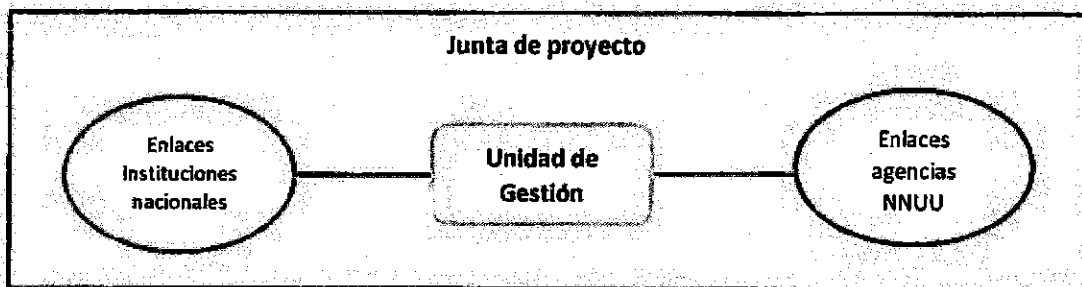 Junta de proyecto
Enlaces
Instituciones
nacionales
Unidad de
Gestión
Enlaces
agencias
NNUU